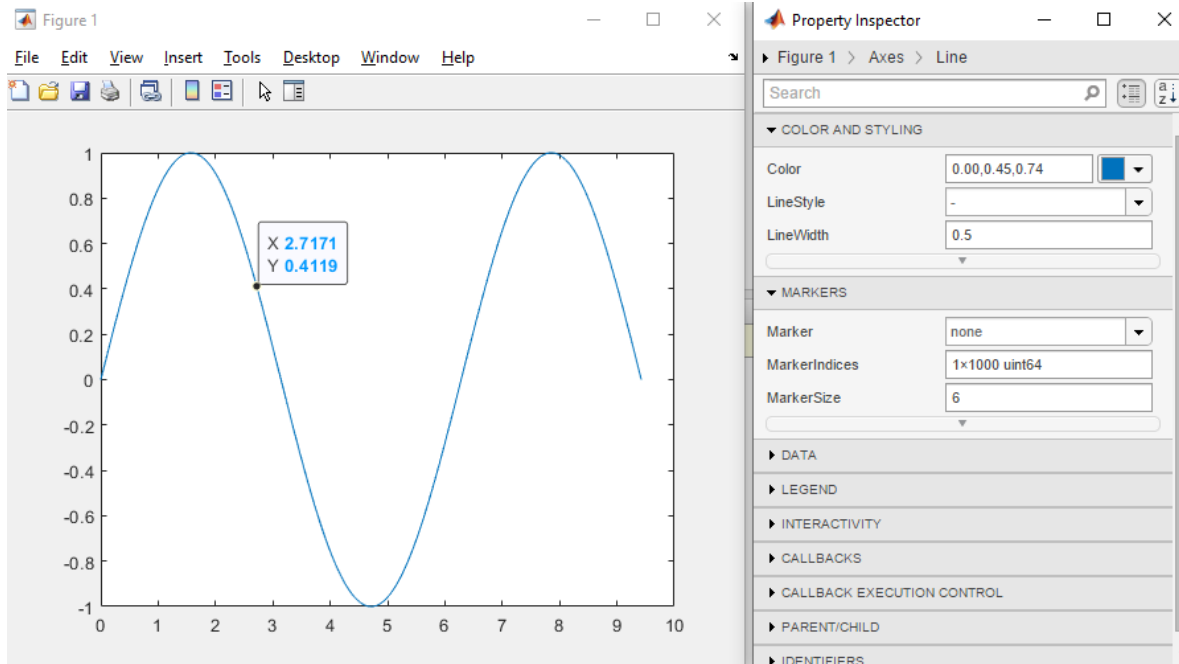 Figure 1
File Edit View Insert Tools Desktop Window Help
1
0.8
0.6
0.4
0.2
0
-0.2
-0.4
-0.6
-0.8
-1
0 1 2 3 4 5 6 7 8 9 10
X 2.7171
Y 0.4119
Property Inspector
Figure 1 > Axes > Line
Search
a
z
COLOR AND STYLING
Color 0.00,0.45,0.74
LineStyle -
LineWidth 0.5
MARKERS
Marker none
MarkerIndices 1×1000 uint64
MarkerSize 6
DATA
LEGEND
INTERACTIVITY
CALLBACKS
CALLBACK EXECUTION CONTROL
PARENT/CHILD
IDENTIFIERS